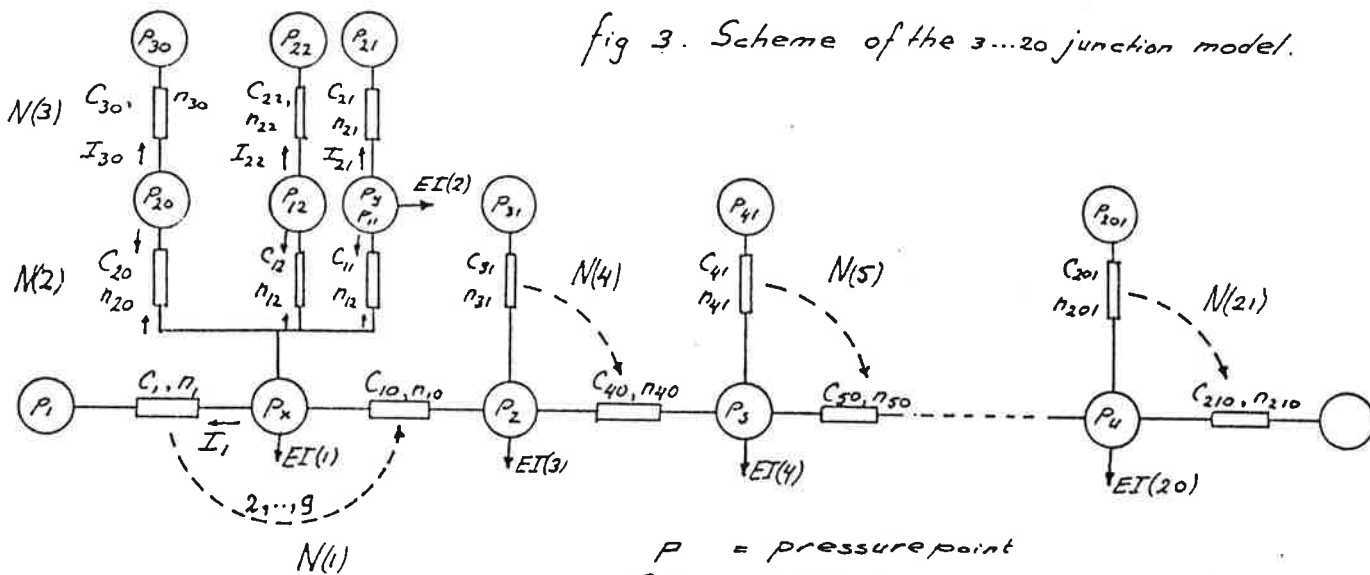 fig 3. Scheme of the 3...20 junction model.
P30 P22 P21
N(3) C30, n30 C22, n22 C21 n21
I30 I22 I21
P20 P12 Py P11 EI(2) P31 P41 P201
N(2) C20 n20 C12 n12 C11 n12 C31 n31 N(4) C41 n41 N(5) C201 n201 N(21)
P1 C1, n1 Px C10, n10 P2 C40, n40 P3 C50, n50 P4 C210, n210
I1 EI(1) EI(3) EI(4) EI(20)
2,..,9
N(1)
P = pressurepoint